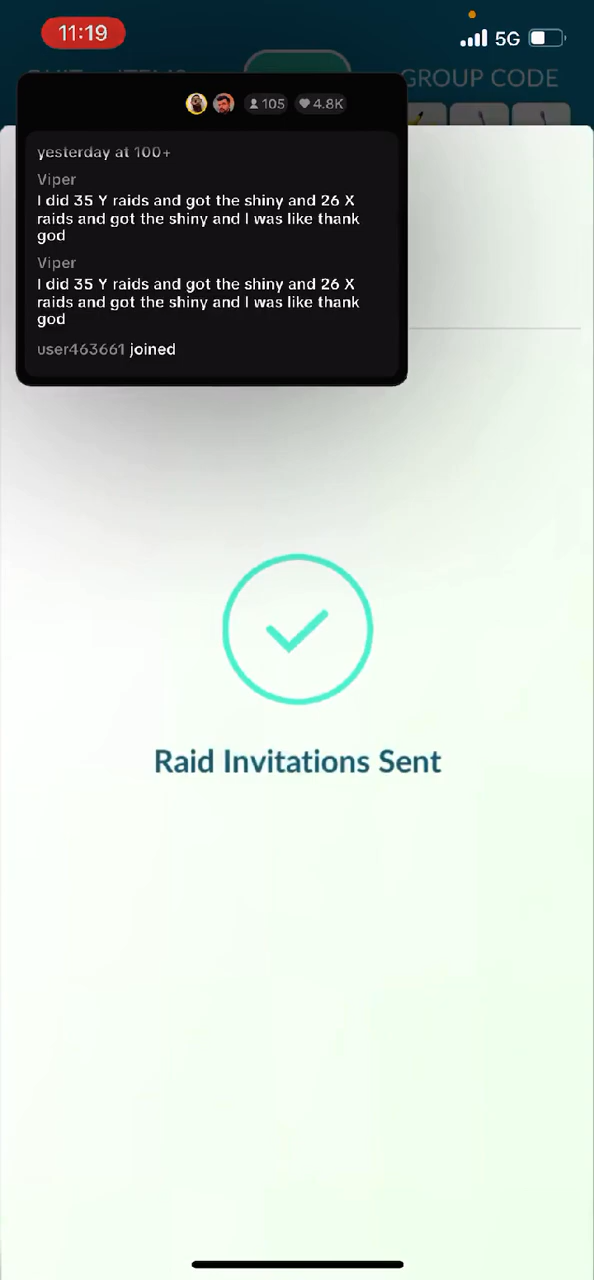 11:19
5G
GROUP CODE
105
4.8K
yesterday at 100+
Viper
I did 35 Y raids and got the shiny and 26 X
raids and got the shiny and I was like thank
god
Viper
I did 35 Y raids and got the shiny and 26 X
raids and got the shiny and I was like thank
god
user463661 joined
Raid Invitations Sent